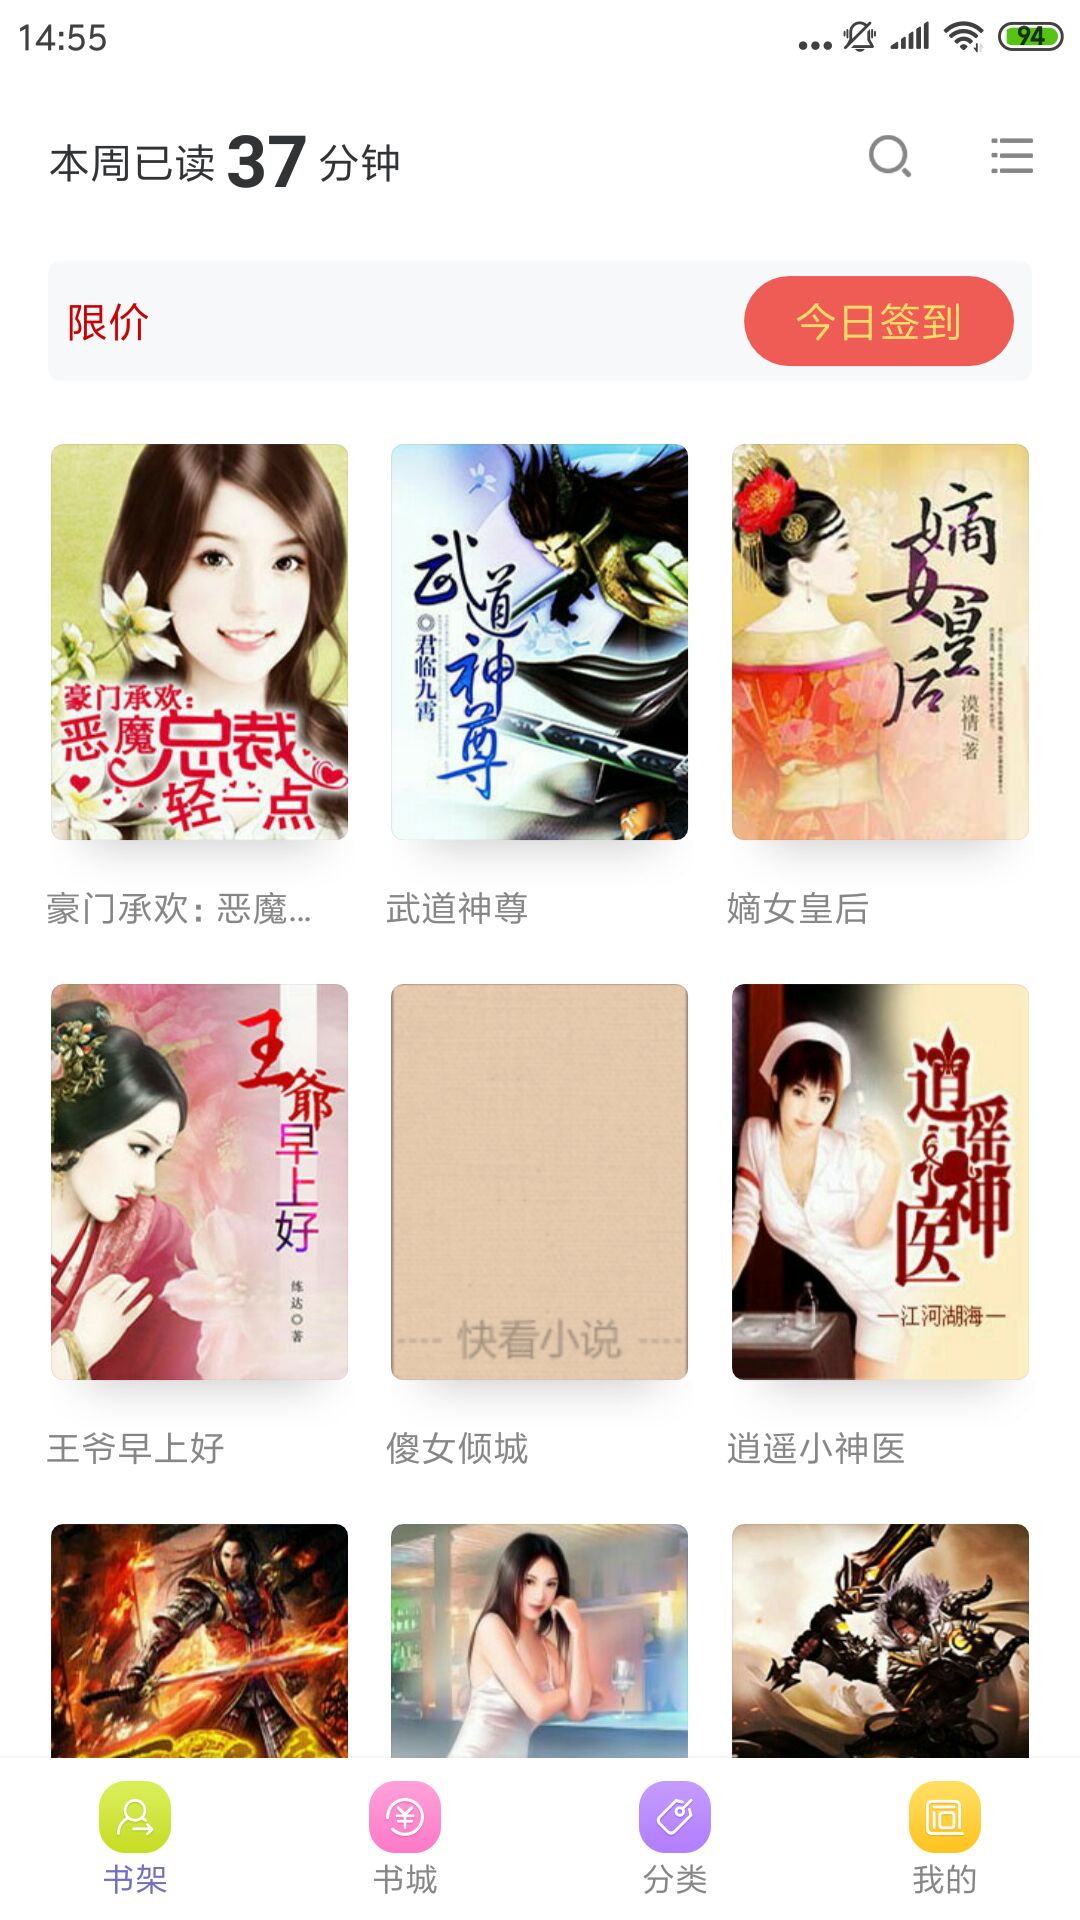 14:55
94
本周已读 37 分钟
限价
今日签到
豪门承欢：
恶魔总裁
轻一点
武道神尊
◎君临九霄
嫡女皇后
漠情/著
豪门承欢：恶魔...
武道神尊
嫡女皇后
王爷早上好
练达◎著
快看小说
逍遥神医
—江河湖海—
王爷早上好
傻女倾城
逍遥小神医
书架
书城
分类
我的